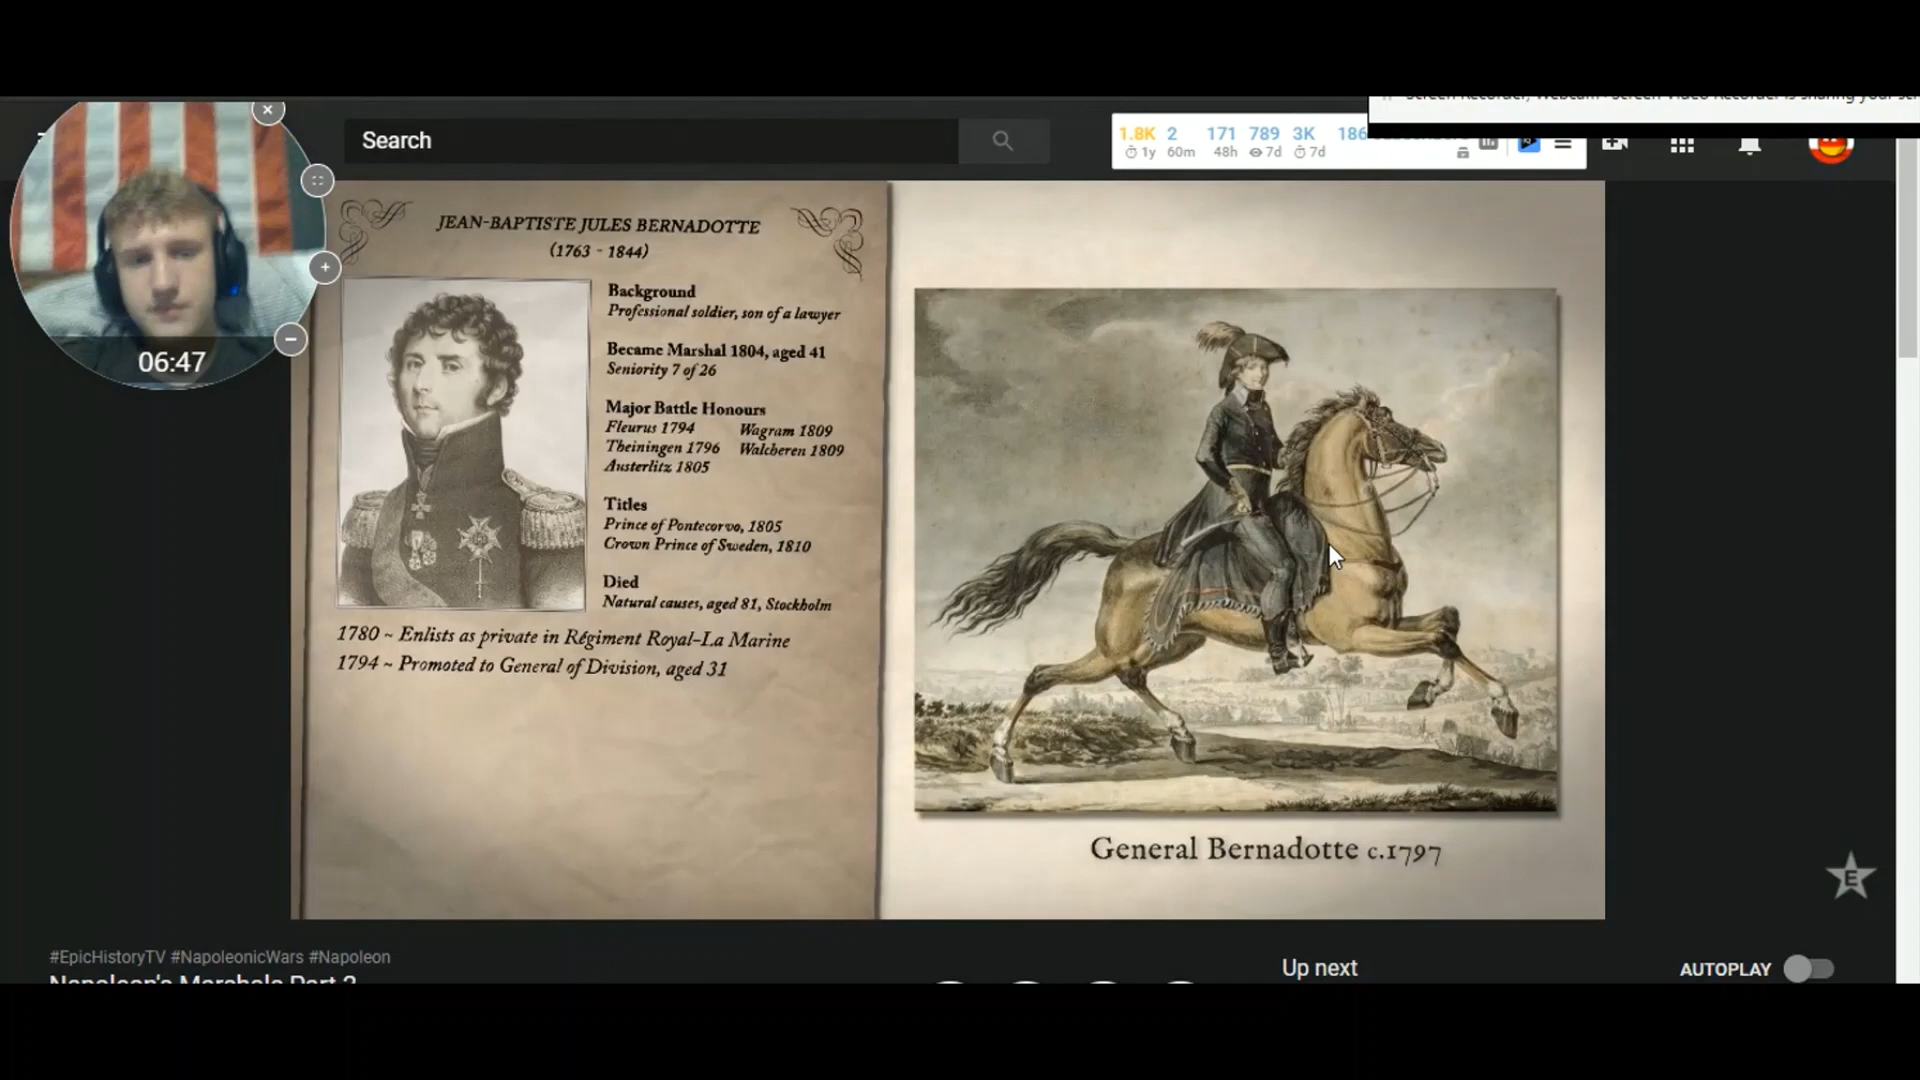 Search
1.8K 2 171 789 3K 186
1y 60m 48h 7d 7d
06:47
JEAN-BAPTISTE JULES BERNADOTTE
(1763 - 1844)
Background
Professional soldier, son of a lawyer
Became Marshal 1804, aged 41
Seniority 7 of 26
Major Battle Honours
Fleurus 1794 Wagram 1809
Theiningen 1796 Walcheren 1809
Austerlitz 1805
Titles
Prince of Pontecorvo, 1805
Crown Prince of Sweden, 1810
Died
Natural causes, aged 81, Stockholm
1780 ~ Enlists as private in Régiment Royal-La Marine
1794 ~ Promoted to General of Division, aged 31
General Bernadotte c.1797
E
#EpicHistoryTV #NapoleonicWars #Napoleon
Napoleon's Marshals Part 2
Up next
AUTOPLAY